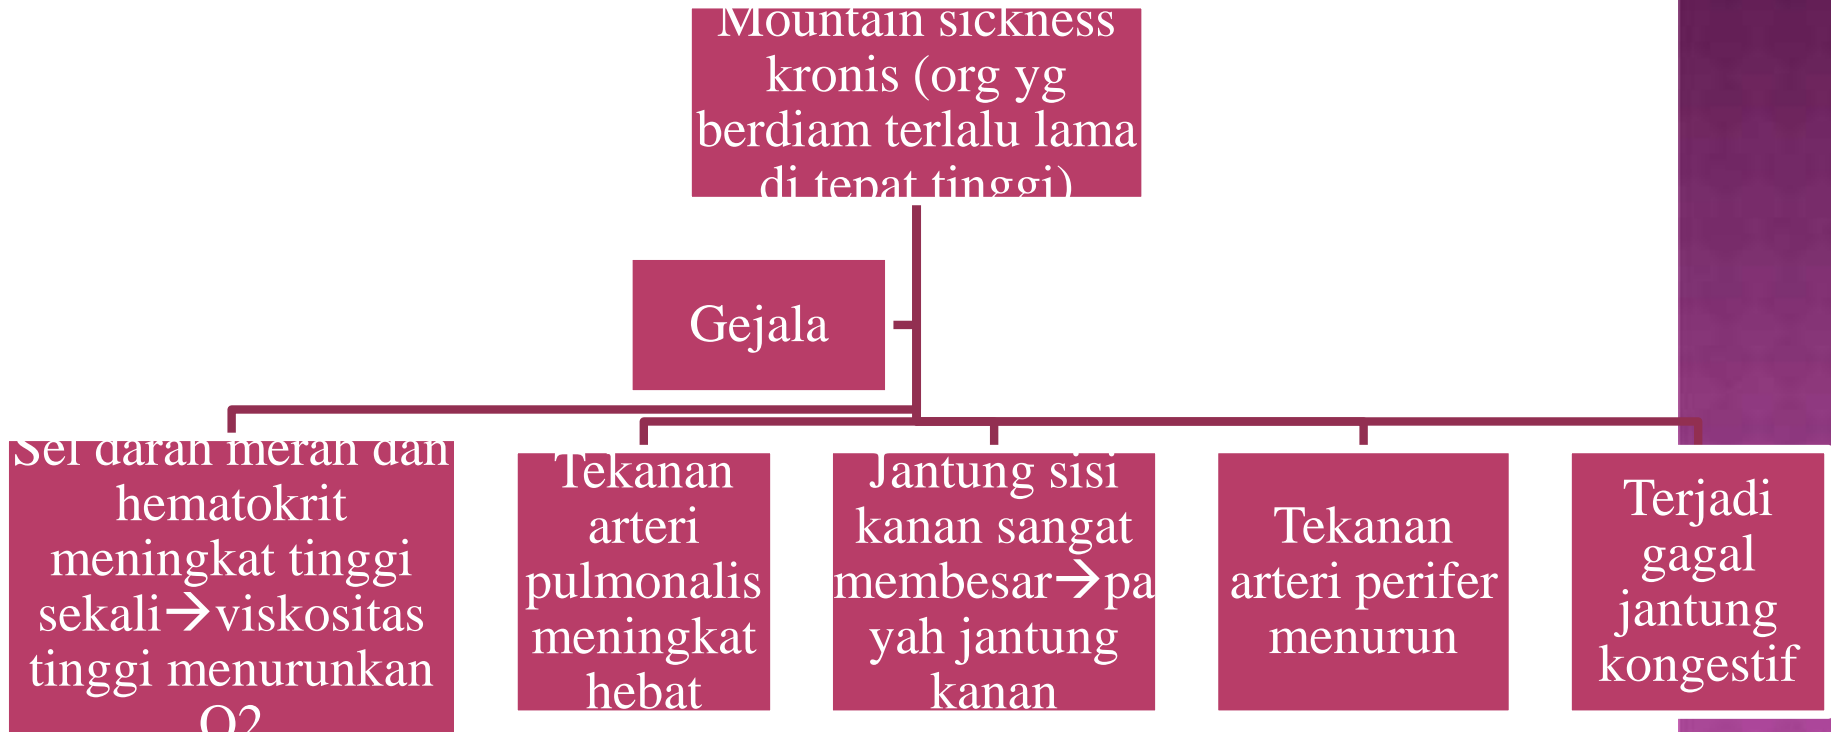 Mountain sickness
kronis (org yg
berdiam terlalu lama
di tepat tinggi)
Gejala
Sel darah merah dan
hematokrit
meningkat tinggi
sekali→viskositas
tinggi menurunkan
O2
Tekanan
arteri
pulmonalis
meningkat
hebat
Jantung sisi
kanan sangat
membesar→pa
yah jantung
kanan
Tekanan
arteri perifer
menurun
Terjadi
gagal
jantung
kongestif